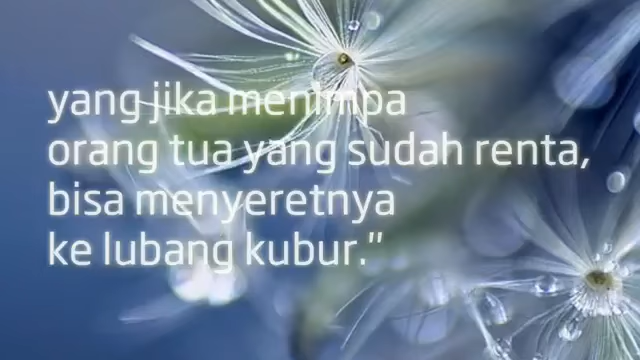 yang jika menimpa
orang tua yang sudah renta,
bisa menyeretnya
ke lubang kubur.”